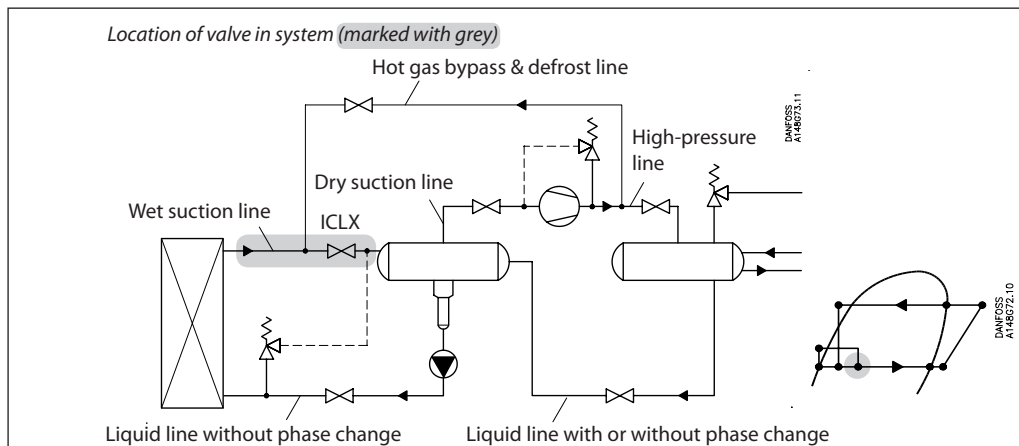 Location of valve in system (marked with grey)
Hot gas bypass & defrost line
DANFOSS
A148G73.11
High-pressure
line
Dry suction line
Wet suction line
ICLX
DANFOSS
A148G72.10
Liquid line without phase change
Liquid line with or without phase change